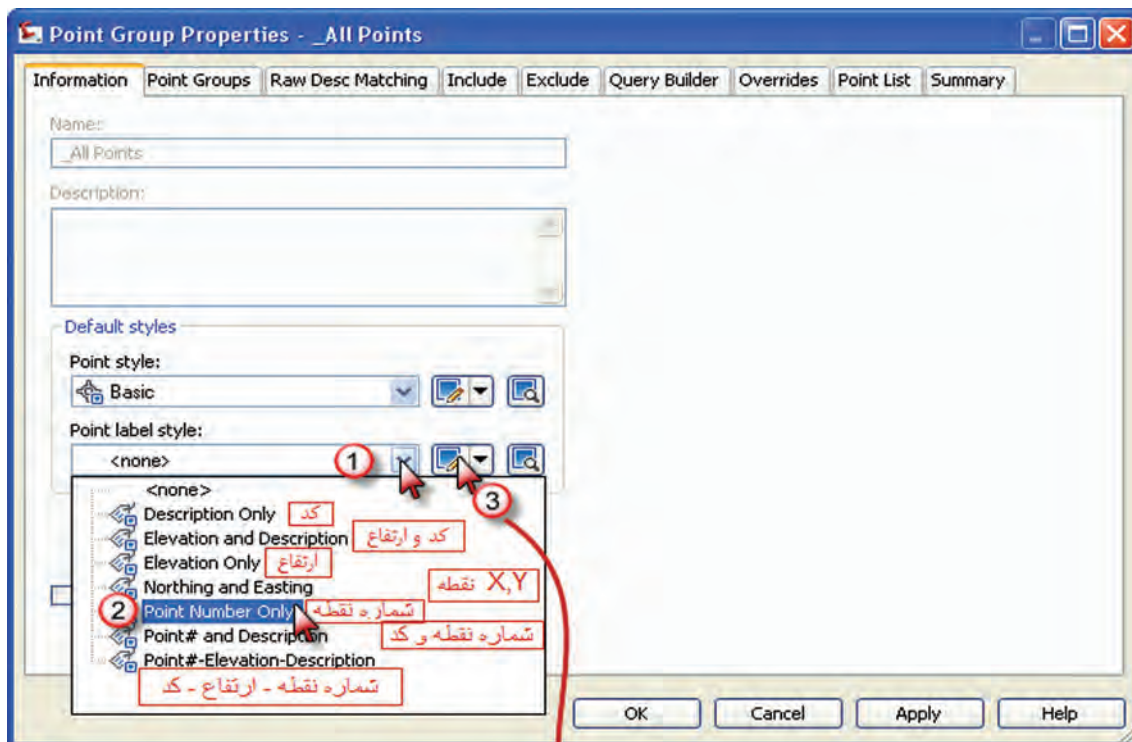 Point Group Properties - _All Points
Information Point Groups Raw Desc Matching Include Exclude Query Builder Overrides Point List Summary
Name:
_All Points
Description:
Default styles
Point style:
Basic
Point label style:
<none> 1
3
<none>
Description Only کد
Elevation and Description کد و ارتفاع
Elevation Only ارتفاع
Northing and Easting X,Y نقطه
2 Point Number Only شماره نقطه
Point# and Description شماره نقطه و کد
Point#-Elevation-Description
شماره نقطه - ارتفاع - کد
OK Cancel Apply Help